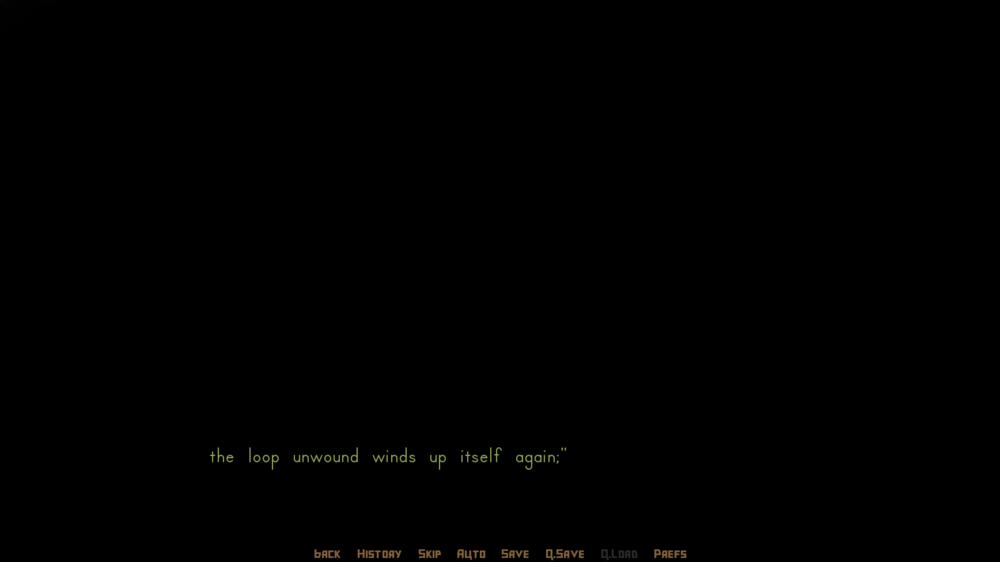 the loop unwound winds up itself again;"
Back History Skip Auto Save Q.Save Q.Load Prefs